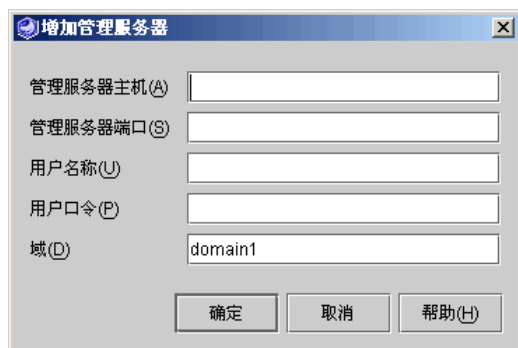 增加管理服务器
管理服务器主机(A)
管理服务器端口(S)
用户名称(U)
用户口令(P)
域(D) domain1
确定 取消 帮助(H)